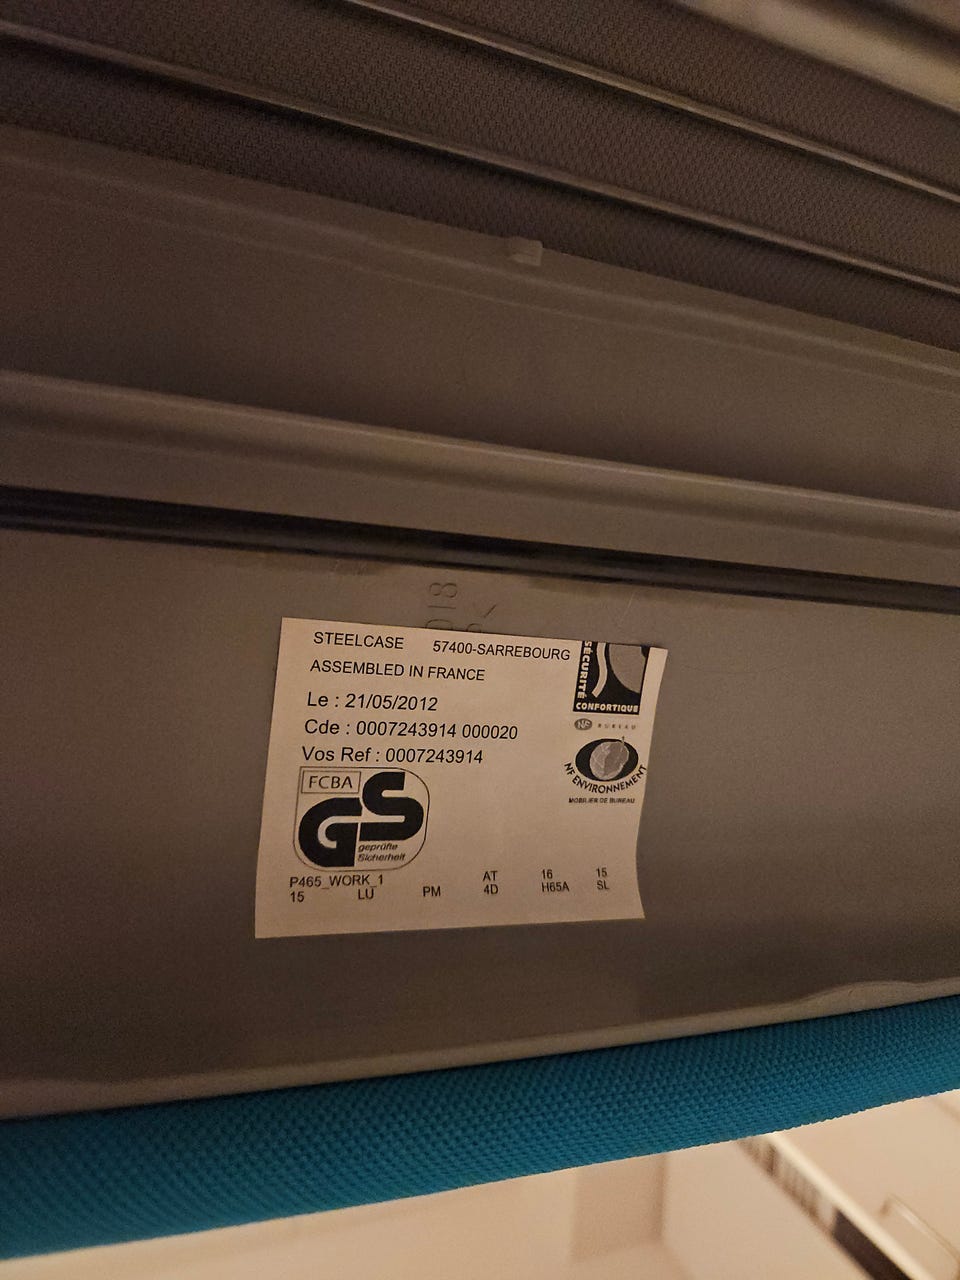 018
STEELCASE 57400-SARREBOURG
ASSEMBLED IN FRANCE
Le : 21/05/2012
Cde : 0007243914 000020
Vos Ref : 0007243914
SÉCURITÉ
CONFORTIQUE
NF BUREAU
NF ENVIRONNEMENT
MOBILIER DE BUREAU
FCBA
GS
geprüfte
Sicherheit
P465_WORK_1 AT 16 15
15 LU PM 4D H65A SL